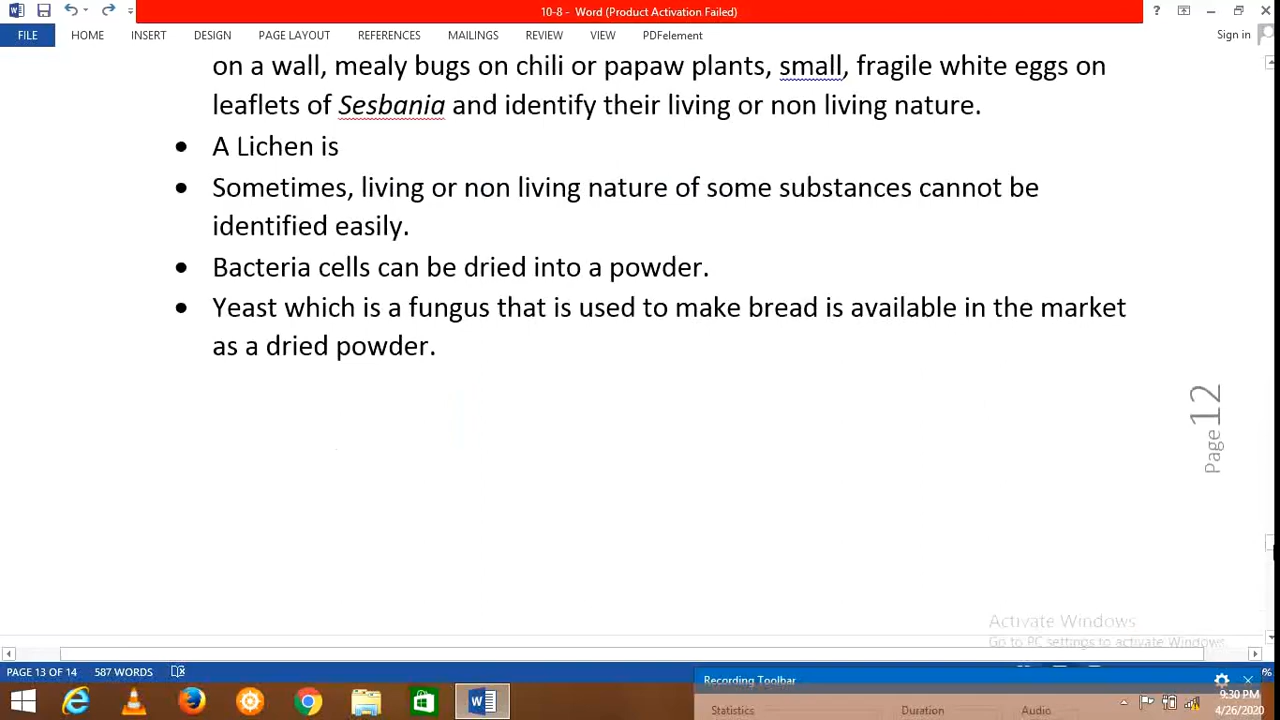 10-8 - Word (Product Activation Failed)
?
FILE HOME INSERT DESIGN PAGE LAYOUT REFERENCES MAILINGS REVIEW VIEW PDFelement Sign in
on a wall, mealy bugs on chili or papaw plants, small, fragile white eggs on
leaflets of Sesbania and identify their living or non living nature.
• A Lichen is
• Sometimes, living or non living nature of some substances cannot be
identified easily.
• Bacteria cells can be dried into a powder.
• Yeast which is a fungus that is used to make bread is available in the market
as a dried powder.
Page 12
Activate Windows
Go to PC settings to activate Windows.
PAGE 13 OF 14 587 WORDS
Recording Toolbar
Statistics Duration Audio
9:30 PM
4/26/2020